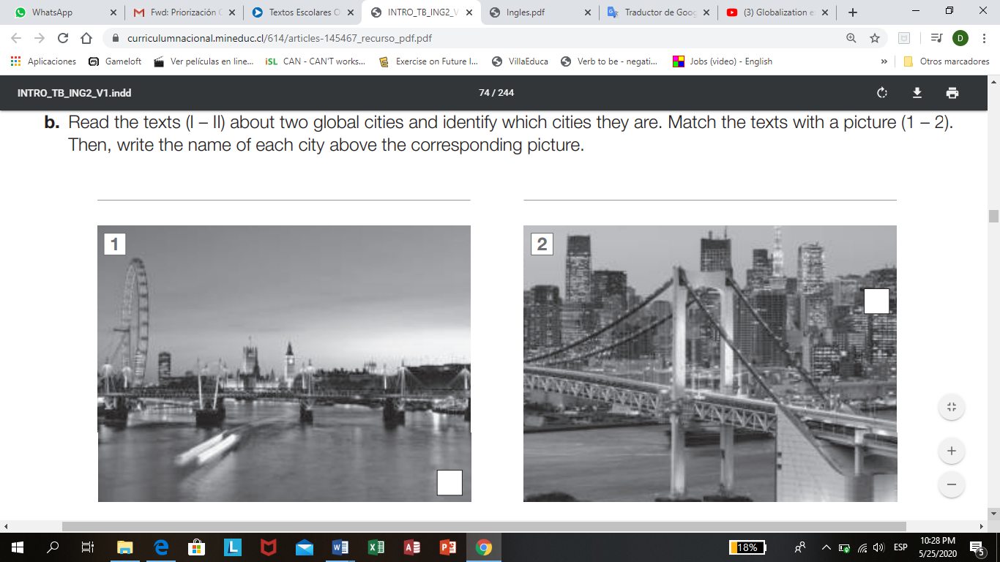 WhatsApp
Fwd: Priorización C
Textos Escolares O
INTRO_TB_ING2_V
Ingles.pdf
Traductor de Goog
(3) Globalization e
curriculumnacional.mineduc.cl/614/articles-145467_recurso_pdf.pdf
D
Aplicaciones
Gameloft
Ver películas en line...
iSL CAN - CAN'T works...
Exercise on Future I...
VillaEduca
Verb to be - negati...
Jobs (video) - English
»
Otros marcadores
INTRO_TB_ING2_V1.indd
74 / 244
b. Read the texts (I – II) about two global cities and identify which cities they are. Match the texts with a picture (1 – 2).
Then, write the name of each city above the corresponding picture.
1
2
18%
ESP
10:28 PM
5/25/2020
5